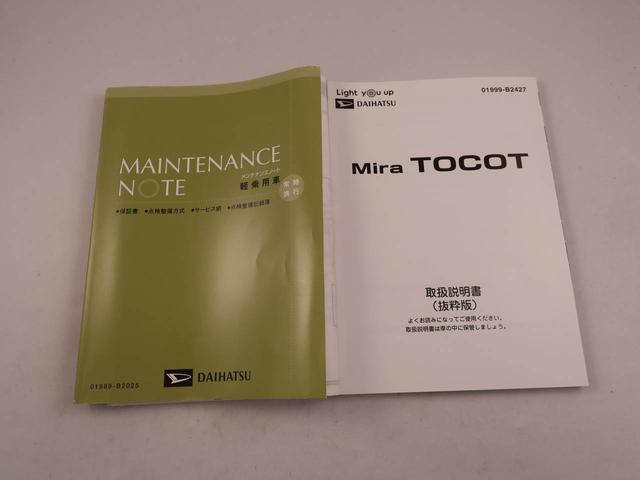 MAINTENANCE
NOTE
メンテナンスノート
軽乗用車
常時
携行
●保証書 ●点検整備方式 ●サービス網 ●点検整備記録簿
01999-B2025
DAIHATSU
Light you up
DAIHATSU
01999-B2427
Mira TOCOT
取扱説明書
（抜粋版）
よくお読みになってご使用ください。
取扱説明書は車の中に保管しましょう。